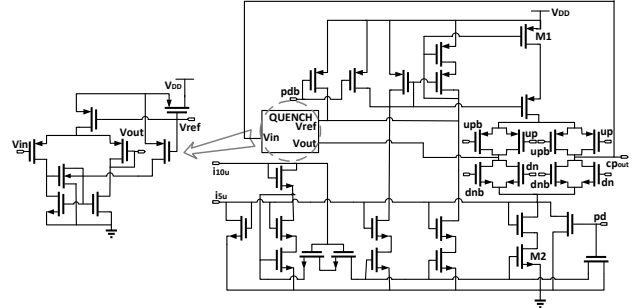 VDD
M1
pdb
VDD
QUENCH
Vref
Vin
Vout
Vref
Vin
Vout
upb
up
upb
up
cpout
dn
dnb
dnb
dn
i10u
i5u
pd
M2